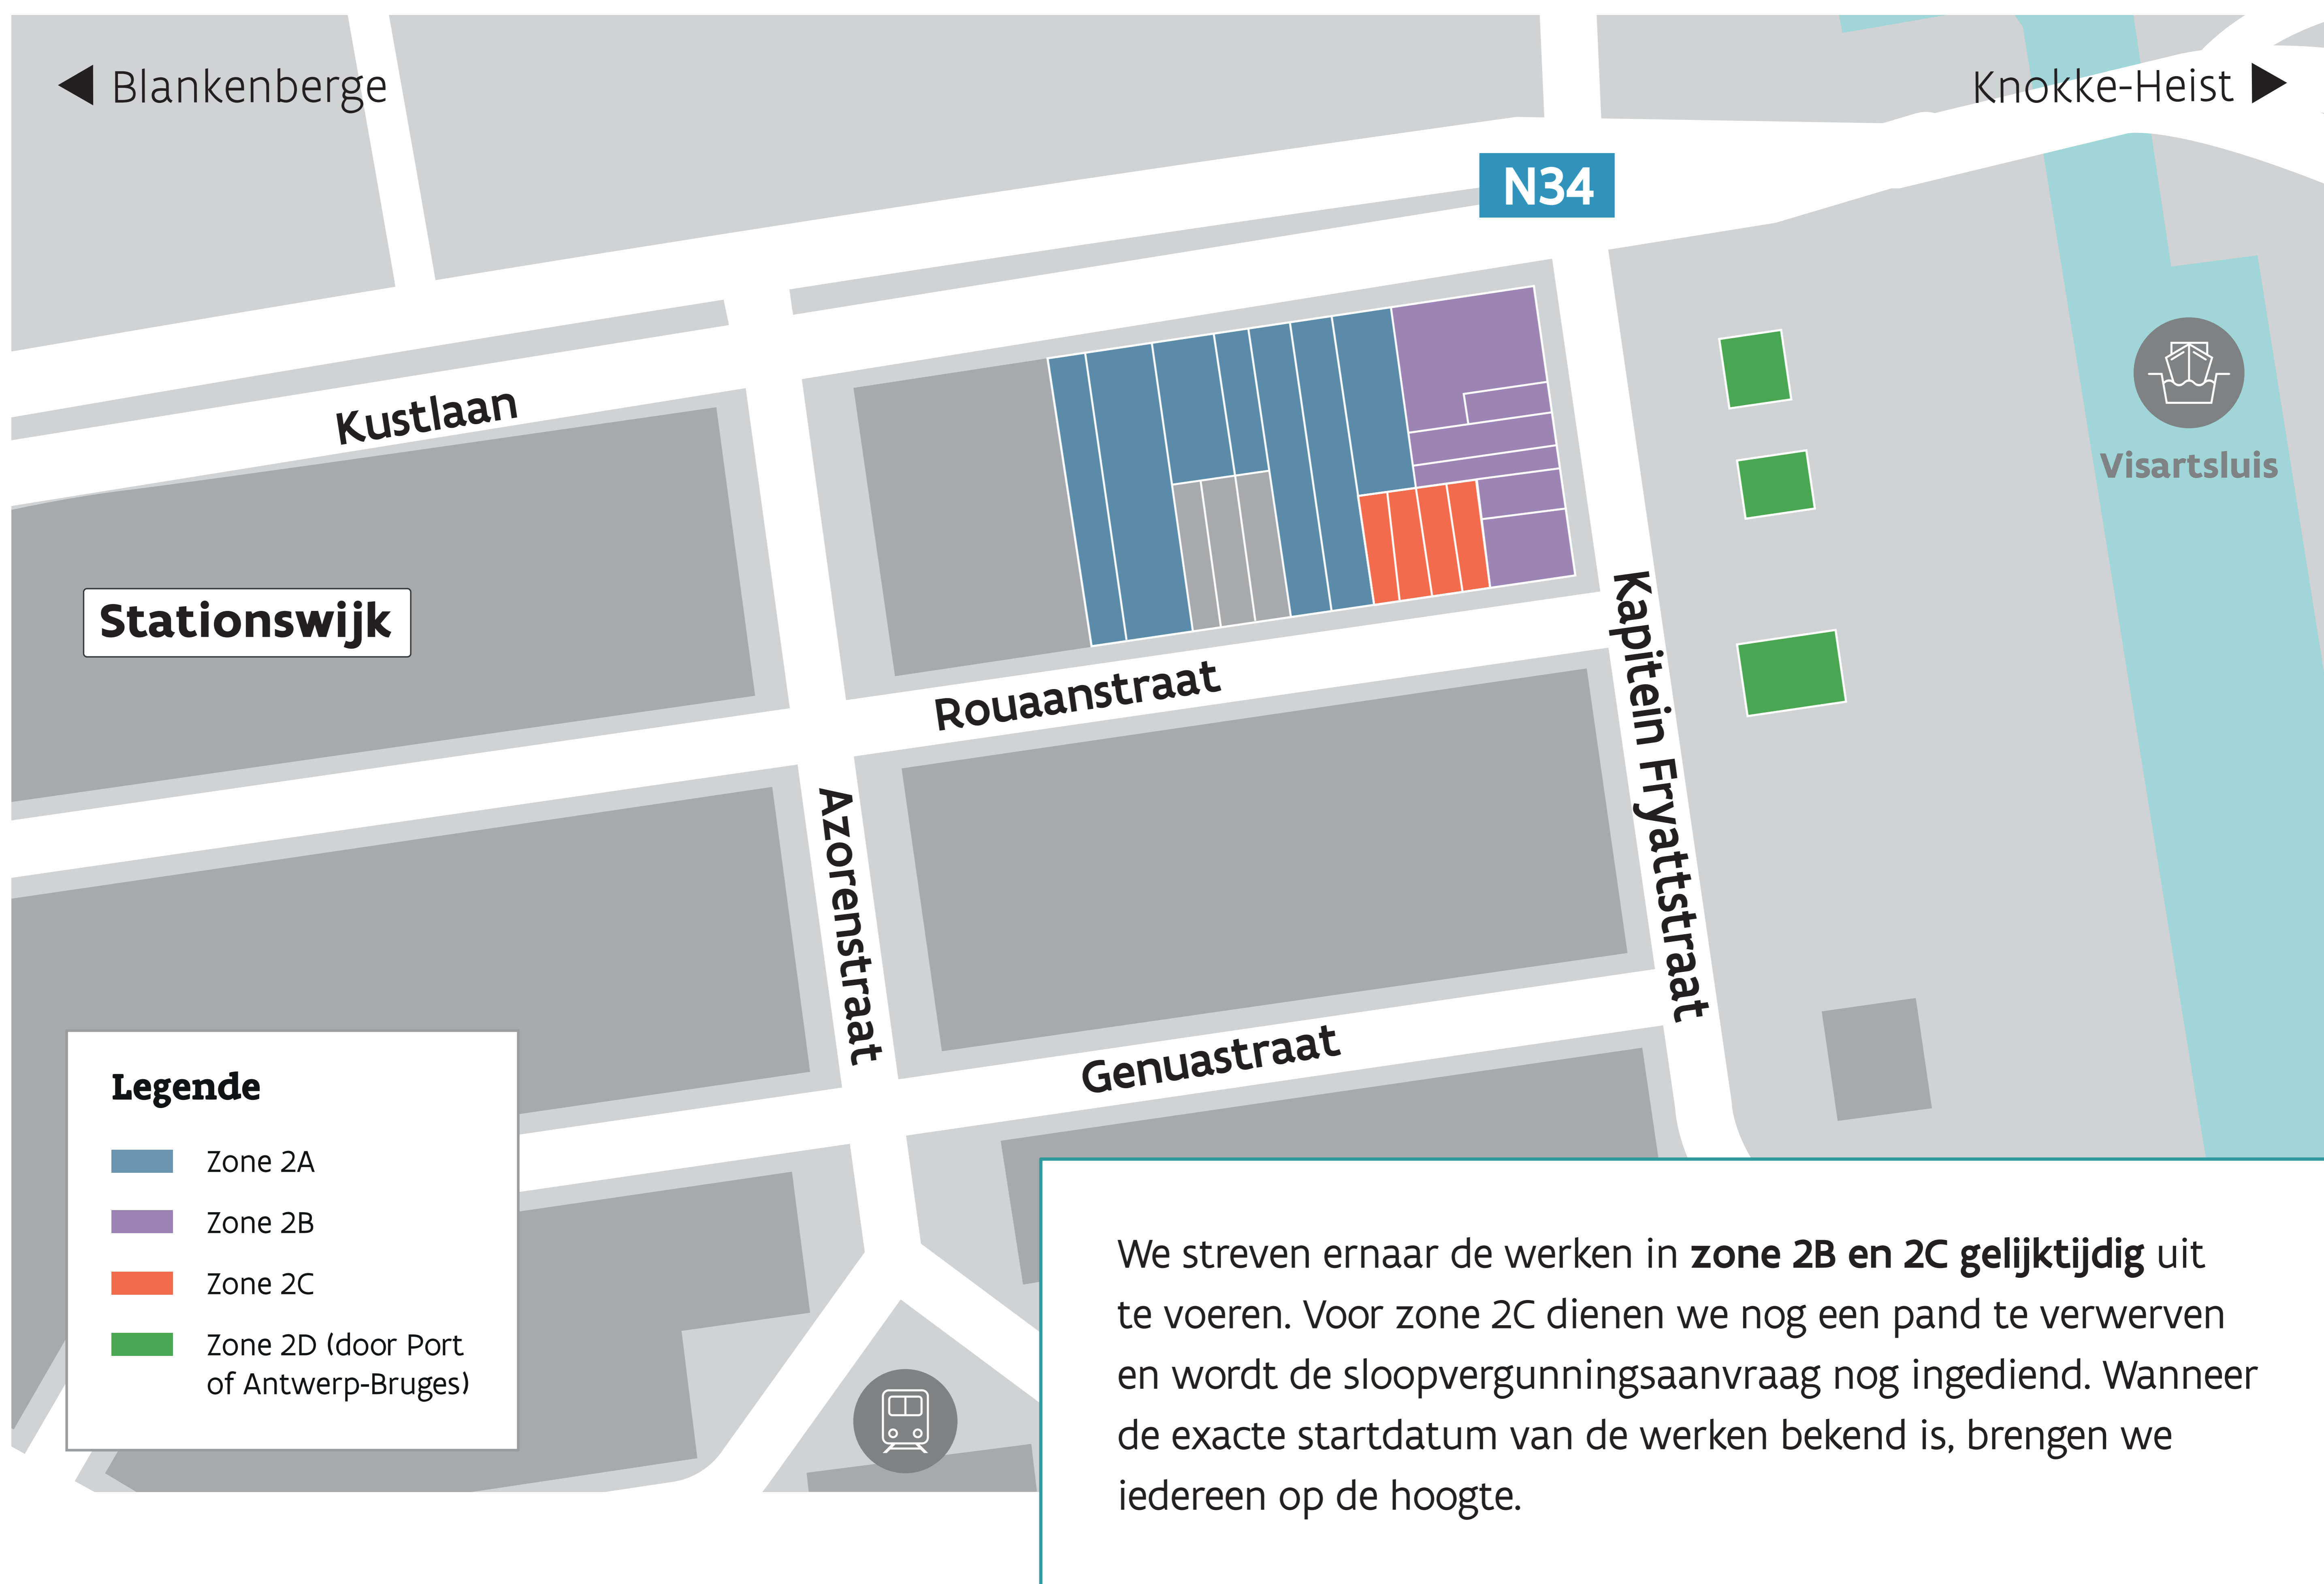 Blankenberge
Knokke-Heist
N34
Kustlaan
Visartsluis
Stationswijk
Rouaanstraat
Kapitein Fryattstraat
Azorenstraat
Genuastraat
Legende
Zone 2A
Zone 2B
Zone 2C
Zone 2D (door Port
of Antwerp-Bruges)
We streven ernaar de werken in zone 2B en 2C gelijktijdig uit
te voeren. Voor zone 2C dienen we nog een pand te verwerven
en wordt de sloopvergunningsaanvraag nog ingediend. Wanneer
de exacte startdatum van de werken bekend is, brengen we
iedereen op de hoogte.